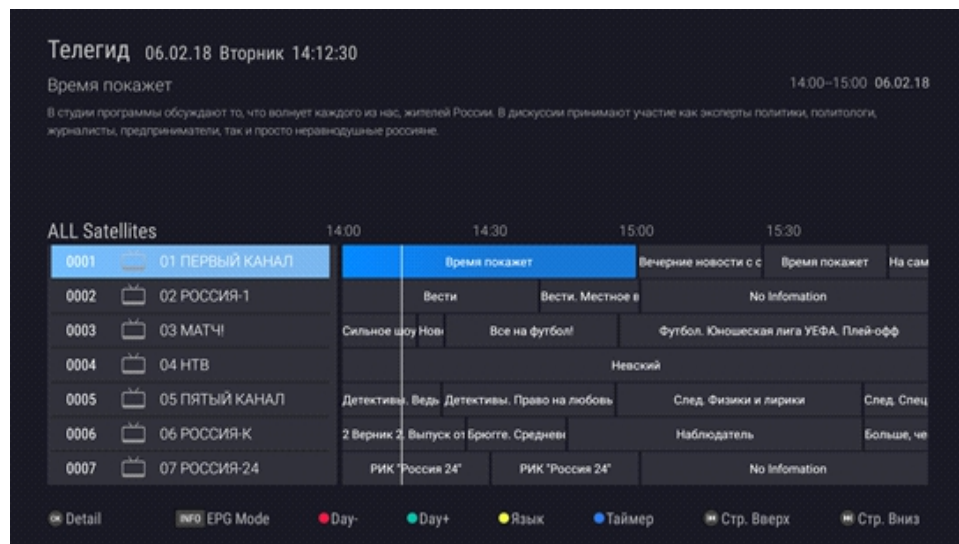 Телегид 06.02.18 Вторник 14:12:30
Время покажет 14:00–15:00 06.02.18
В студии программы обсуждают то, что волнует каждого из нас, жителей России. В дискуссии принимают участие как эксперты политики, политологи,
журналисты, предприниматели, так и просто неравнодушные россияне.
ALL Satellites 14:00 14:30 15:00 15:30
0001 01 ПЕРВЫЙ КАНАЛ Время покажет Вечерние новости с с Время покажет На сам
0002 02 РОССИЯ-1 Вести Вести. Местное в No Infomation
0003 03 МАТЧ! Сильное шоу Нов Все на футбол! Футбол. Юношеская лига УЕФА. Плей-офф
0004 04 НТВ Невский
0005 05 ПЯТЫЙ КАНАЛ Детективы. Ведь Детективы. Право на любовь След. Физики и лирики След. Спец
0006 06 РОССИЯ-К 2 Верник 2. Выпуск от Брюгге. Средневе Наблюдатель Больше, че
0007 07 РОССИЯ-24 РИК "Россия 24" РИК "Россия 24" No Infomation
OK Detail INFO EPG Mode Day- Day+ Язык Таймер Стр. Вверх Стр. Вниз